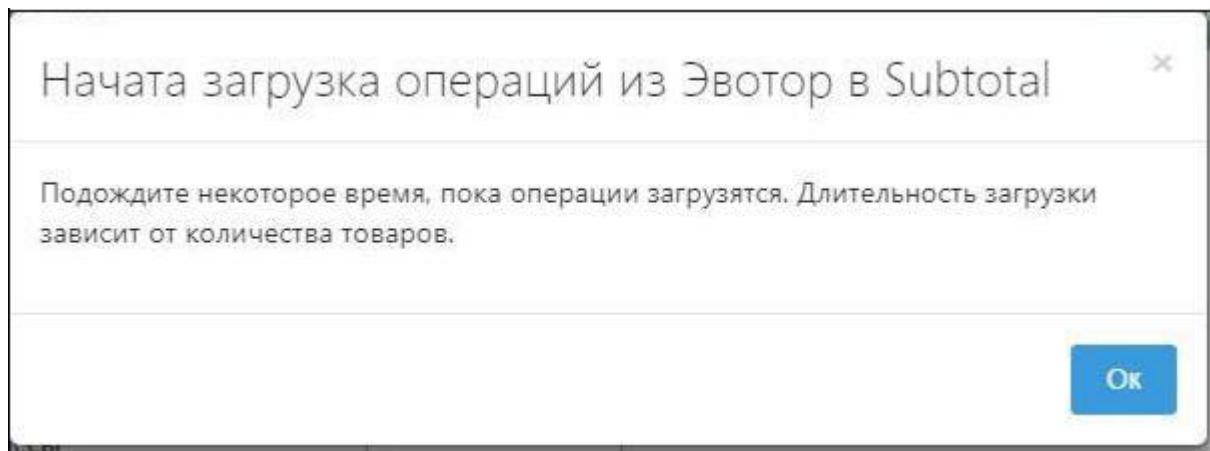 Начата загрузка операций из Эвотор в Subtotal
×
Подождите некоторое время, пока операции загрузятся. Длительность загрузки
зависит от количества товаров.
Ок